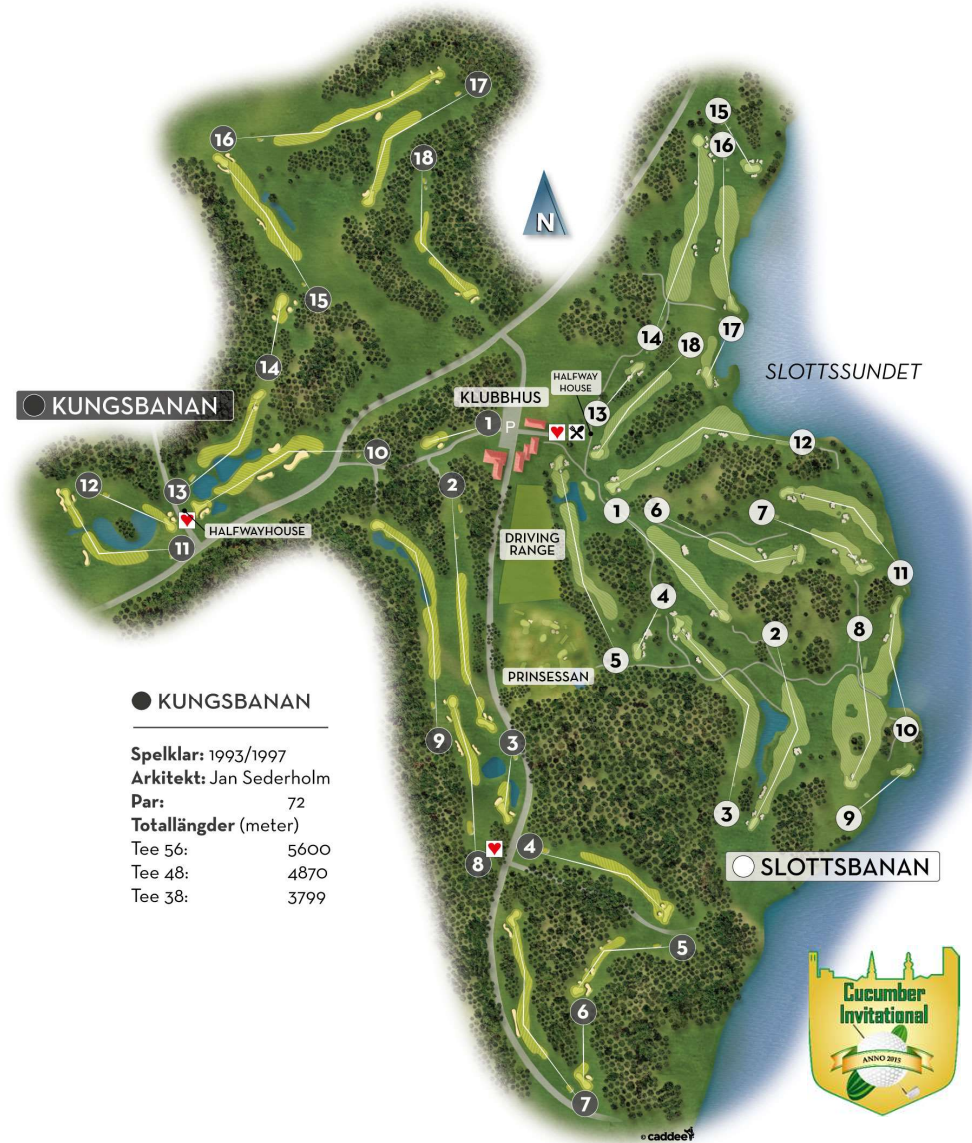 17
16
18
15
16
N
15
14
17
14
18
SLOTTSSUNDET
HALFWAY
HOUSE
KUNGSBANAN
KLUBBHUS
1
P
13
12
10
12
2
13
1
6
7
HALFWAYHOUSE
11
DRIVING
RANGE
11
4
2
8
5
PRINSESSAN
KUNGSBANAN
9
3
10
Spelklar: 1993/1997
Arkitekt: Jan Sederholm
Par: 72
Totallängder (meter)
Tee 56: 5600
Tee 48: 4870
Tee 38: 3799
3
9
4
8
SLOTTSBANAN
5
6
7
Cucumber
Invitational
ANNO 2015
© caddee